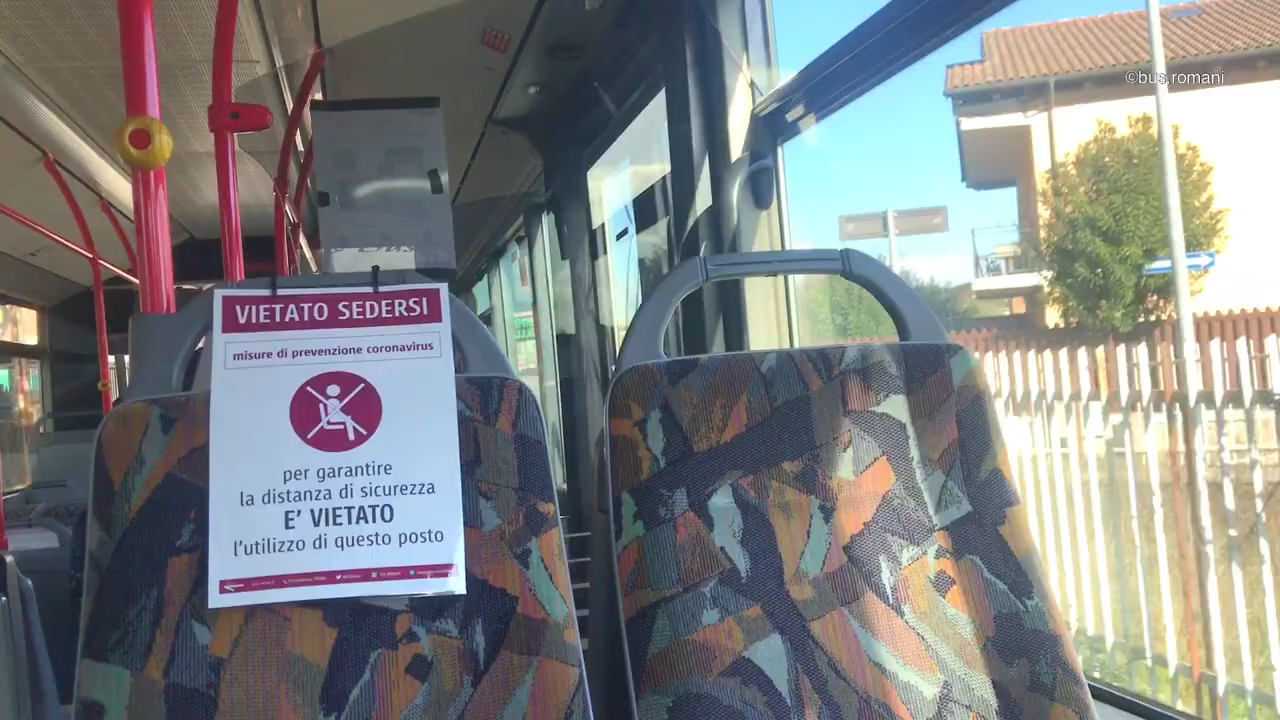 ©bus.romani
VIETATO SEDERSI
misure di prevenzione coronavirus
per garantire
la distanza di sicurezza
E' VIETATO
l'utilizzo di questo posto